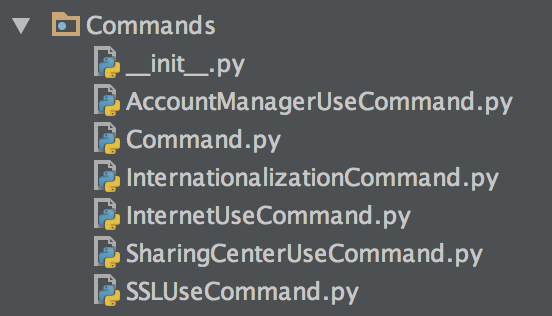 Commands
__init__.py
AccountManagerUseCommand.py
Command.py
InternationalizationCommand.py
InternetUseCommand.py
SharingCenterUseCommand.py
SSLUseCommand.py